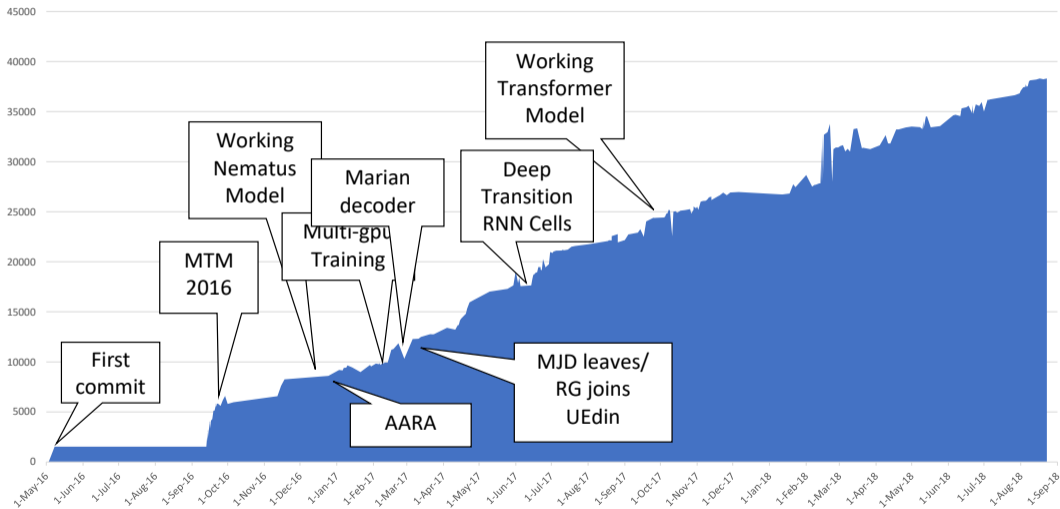 45000
40000
35000
30000
25000
20000
15000
10000
5000
0
First
commit
MTM
2016
Working
Nematus
Model
Multi-gpu
Training
Marian
decoder
Deep
Transition
RNN Cells
Working
Transformer
Model
AARA
MJD leaves/
RG joins
UEdin
1-May-16
1-Jun-16
1-Jul-16
1-Aug-16
1-Sep-16
1-Oct-16
1-Nov-16
1-Dec-16
1-Jan-17
1-Feb-17
1-Mar-17
1-Apr-17
1-May-17
1-Jun-17
1-Jul-17
1-Aug-17
1-Sep-17
1-Oct-17
1-Nov-17
1-Dec-17
1-Jan-18
1-Feb-18
1-Mar-18
1-Apr-18
1-May-18
1-Jun-18
1-Jul-18
1-Aug-18
1-Sep-18